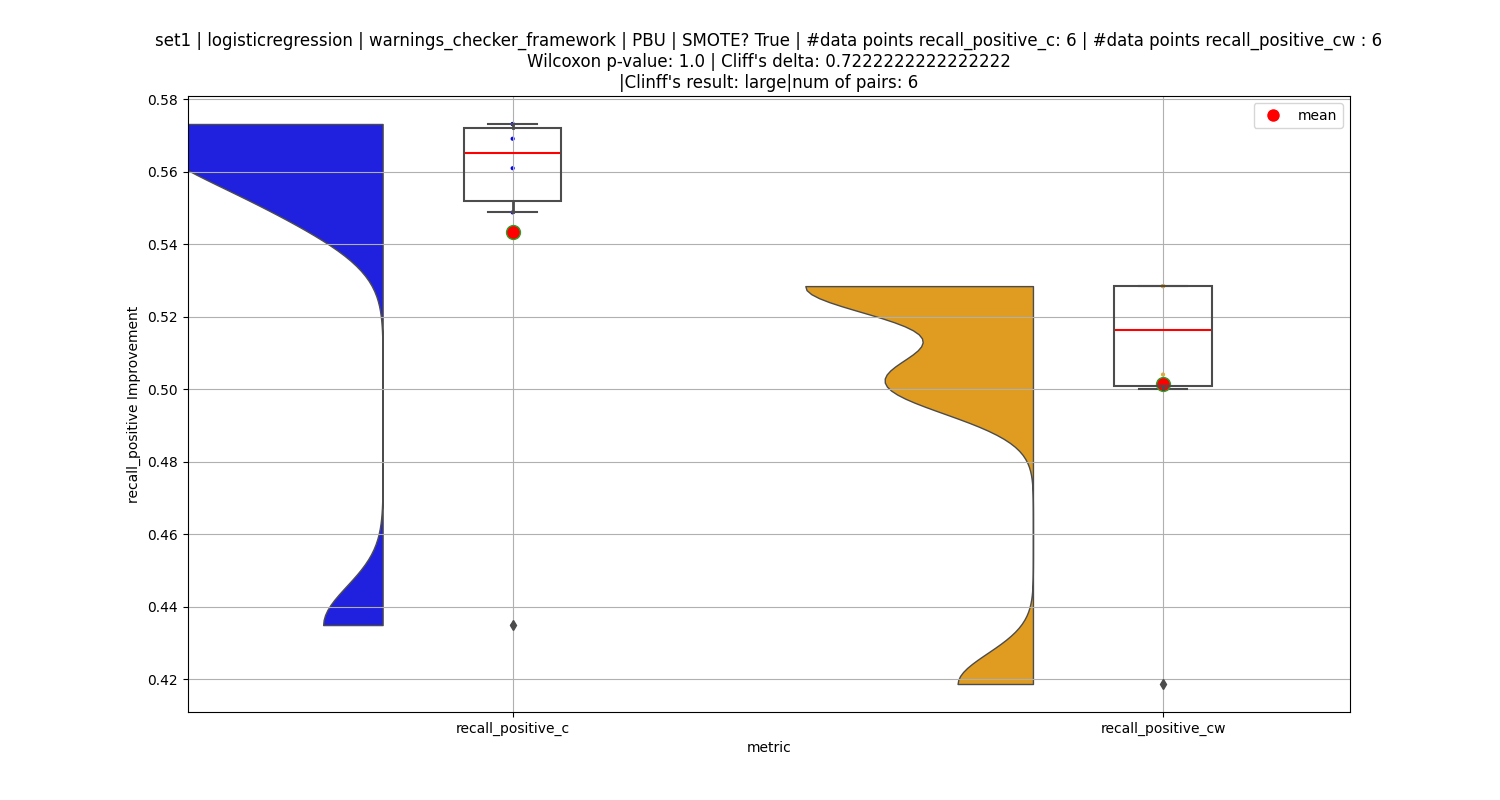 set1 | logisticregression | warnings_checker_framework | PBU | SMOTE? True | #data points recall_positive_c: 6 | #data points recall_positive_cw : 6
Wilcoxon p-value: 1.0 | Cliff's delta: 0.7222222222222222
|Clinff's result: large|num of pairs: 6
mean
0.58
0.56
0.54
0.52
0.50
0.48
0.46
0.44
0.42
recall_positive Improvement
recall_positive_c
recall_positive_cw
metric